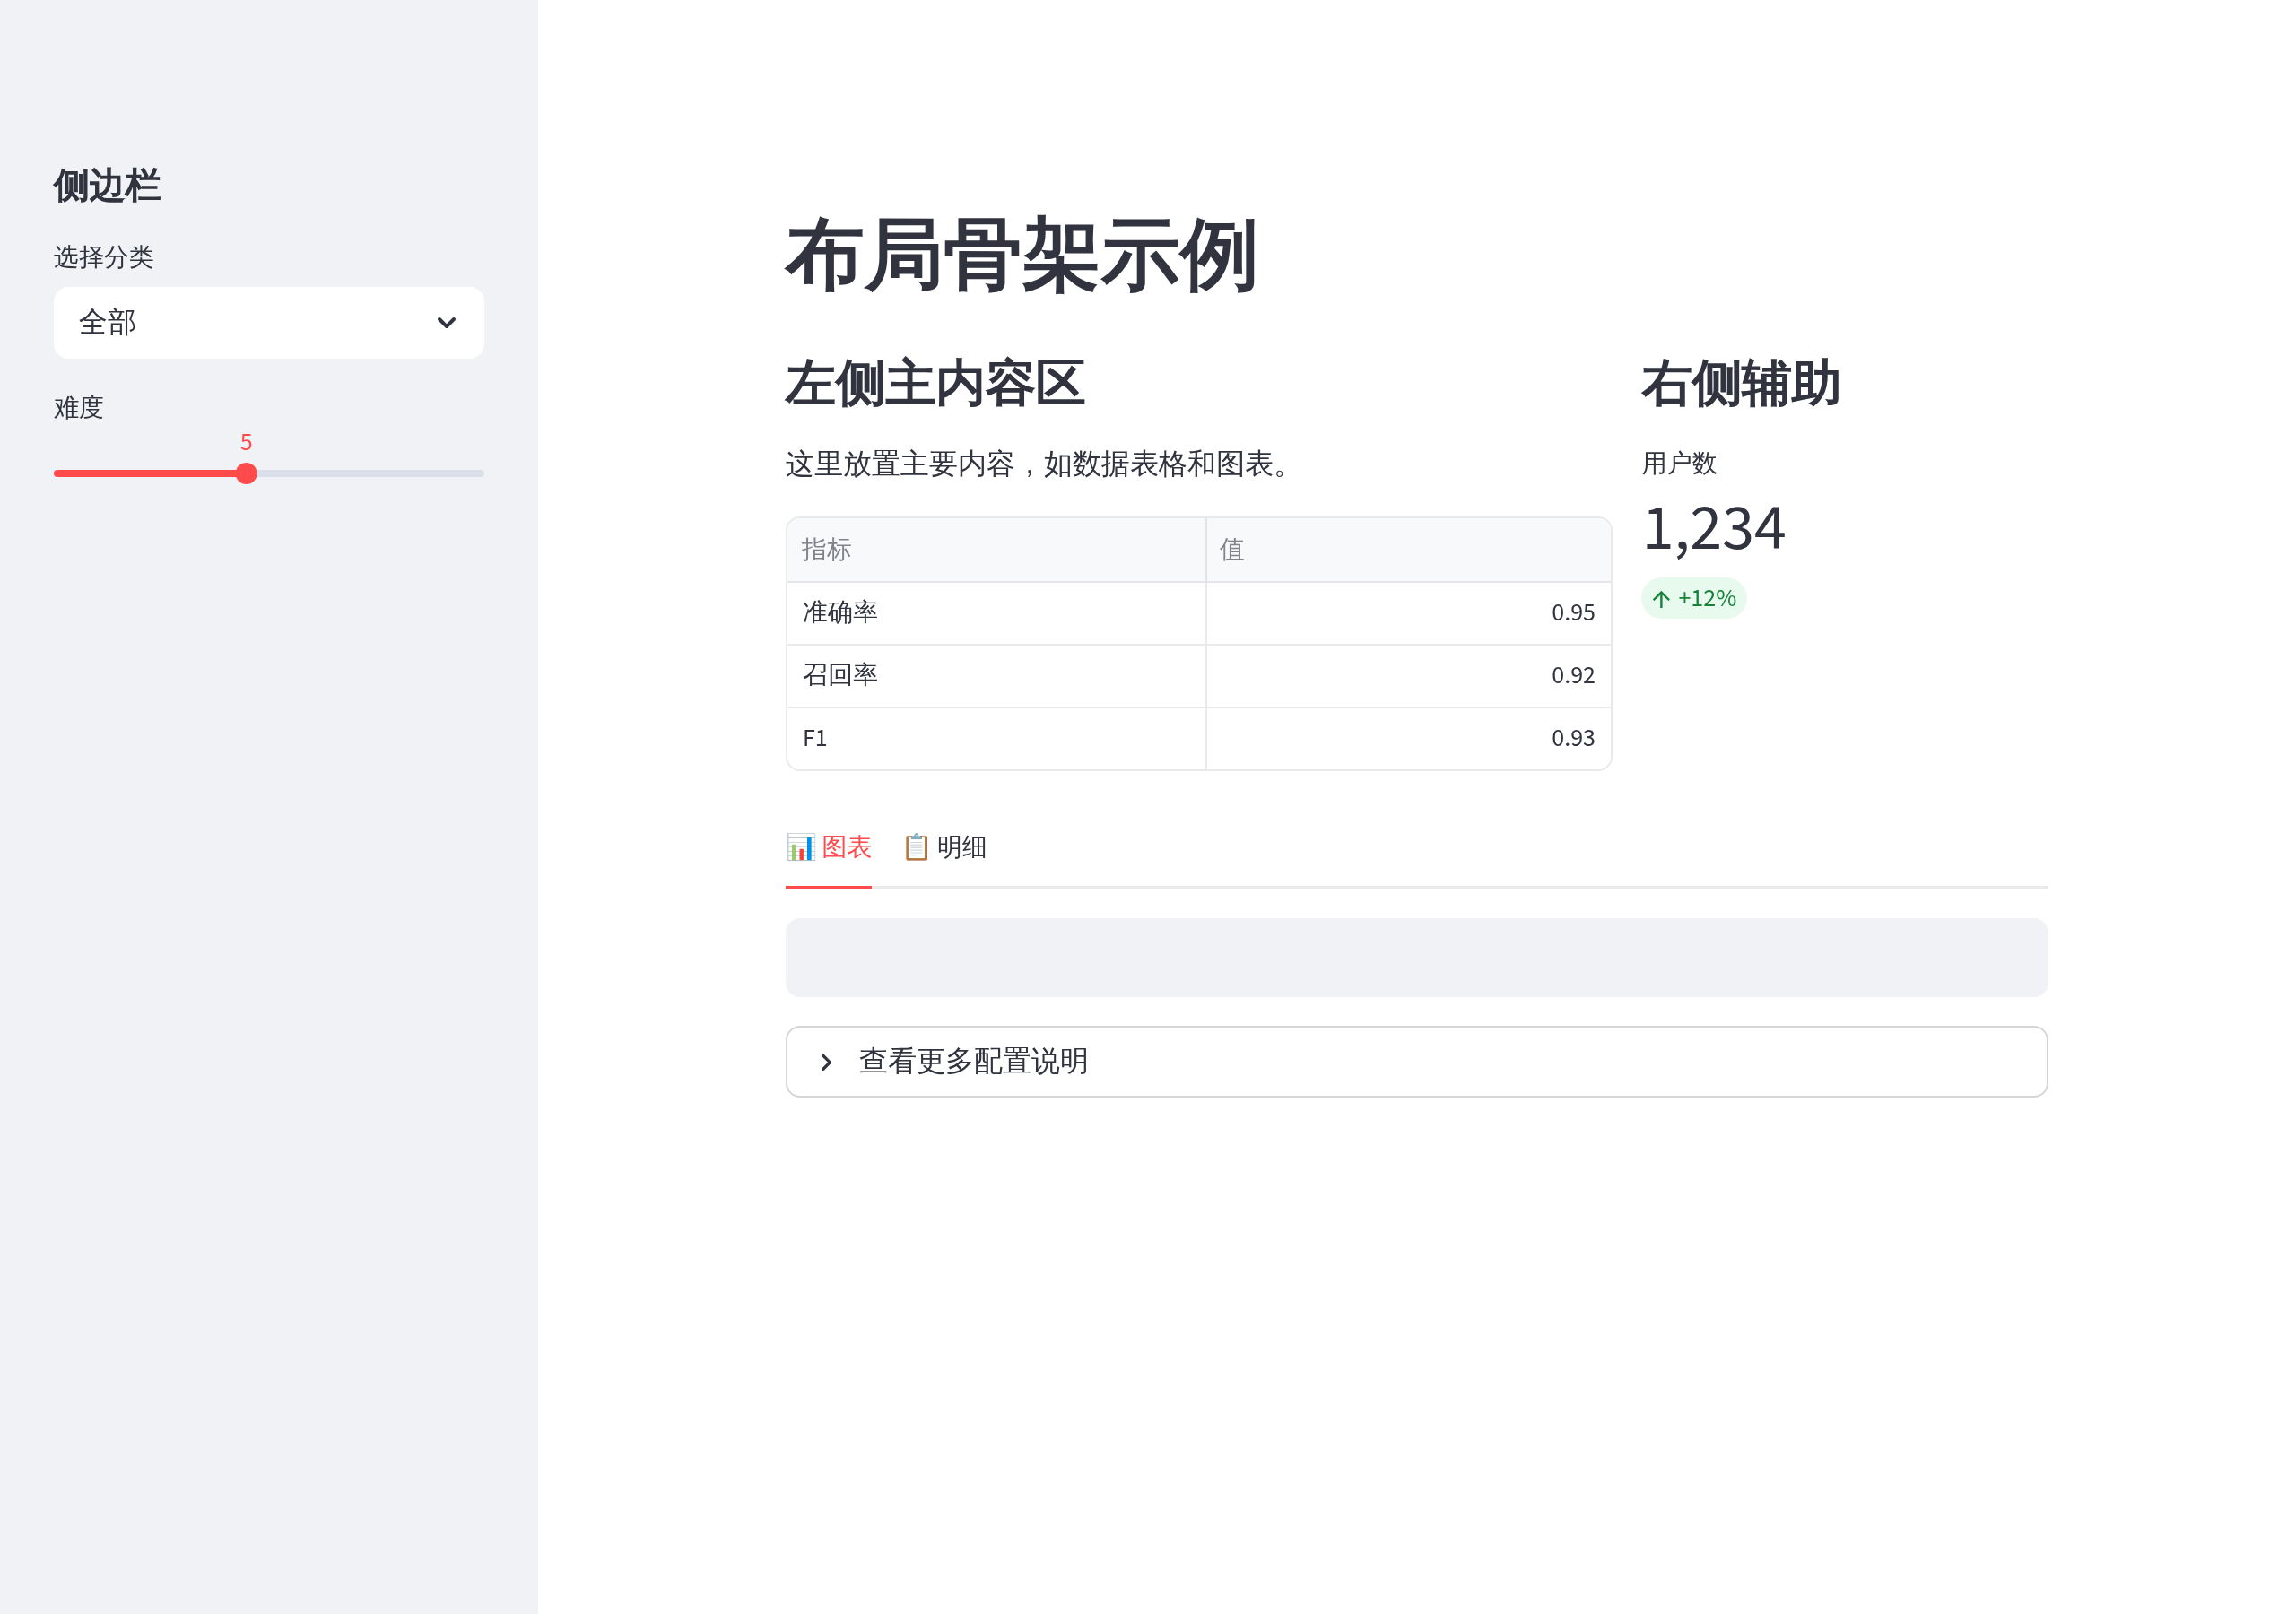 侧边栏
选择分类
全部
难度
5
布局骨架示例
左侧主内容区
这里放置主要内容，如数据表格和图表。
指标 值
准确率 0.95
召回率 0.92
F1 0.93
右侧辅助
用户数
1,234
↑ +12%
📊 图表 📋 明细
查看更多配置说明